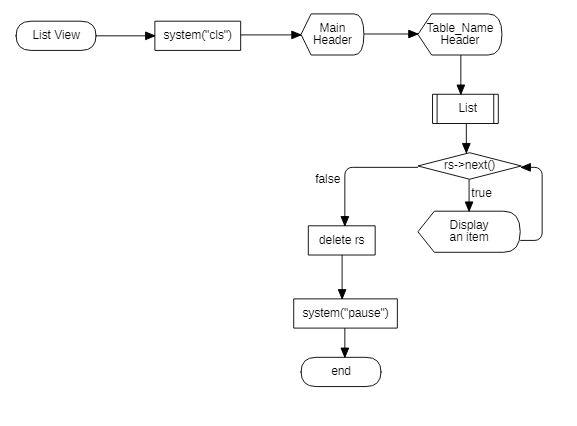 List View
system("cls")
Main
Header
Table_Name
Header
List
rs->next()
false
true
Display
an item
delete rs
system("pause")
end